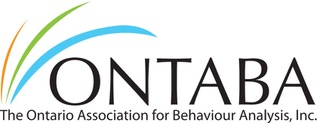 ONTABA
The Ontario Association for Behaviour Analysis, Inc.